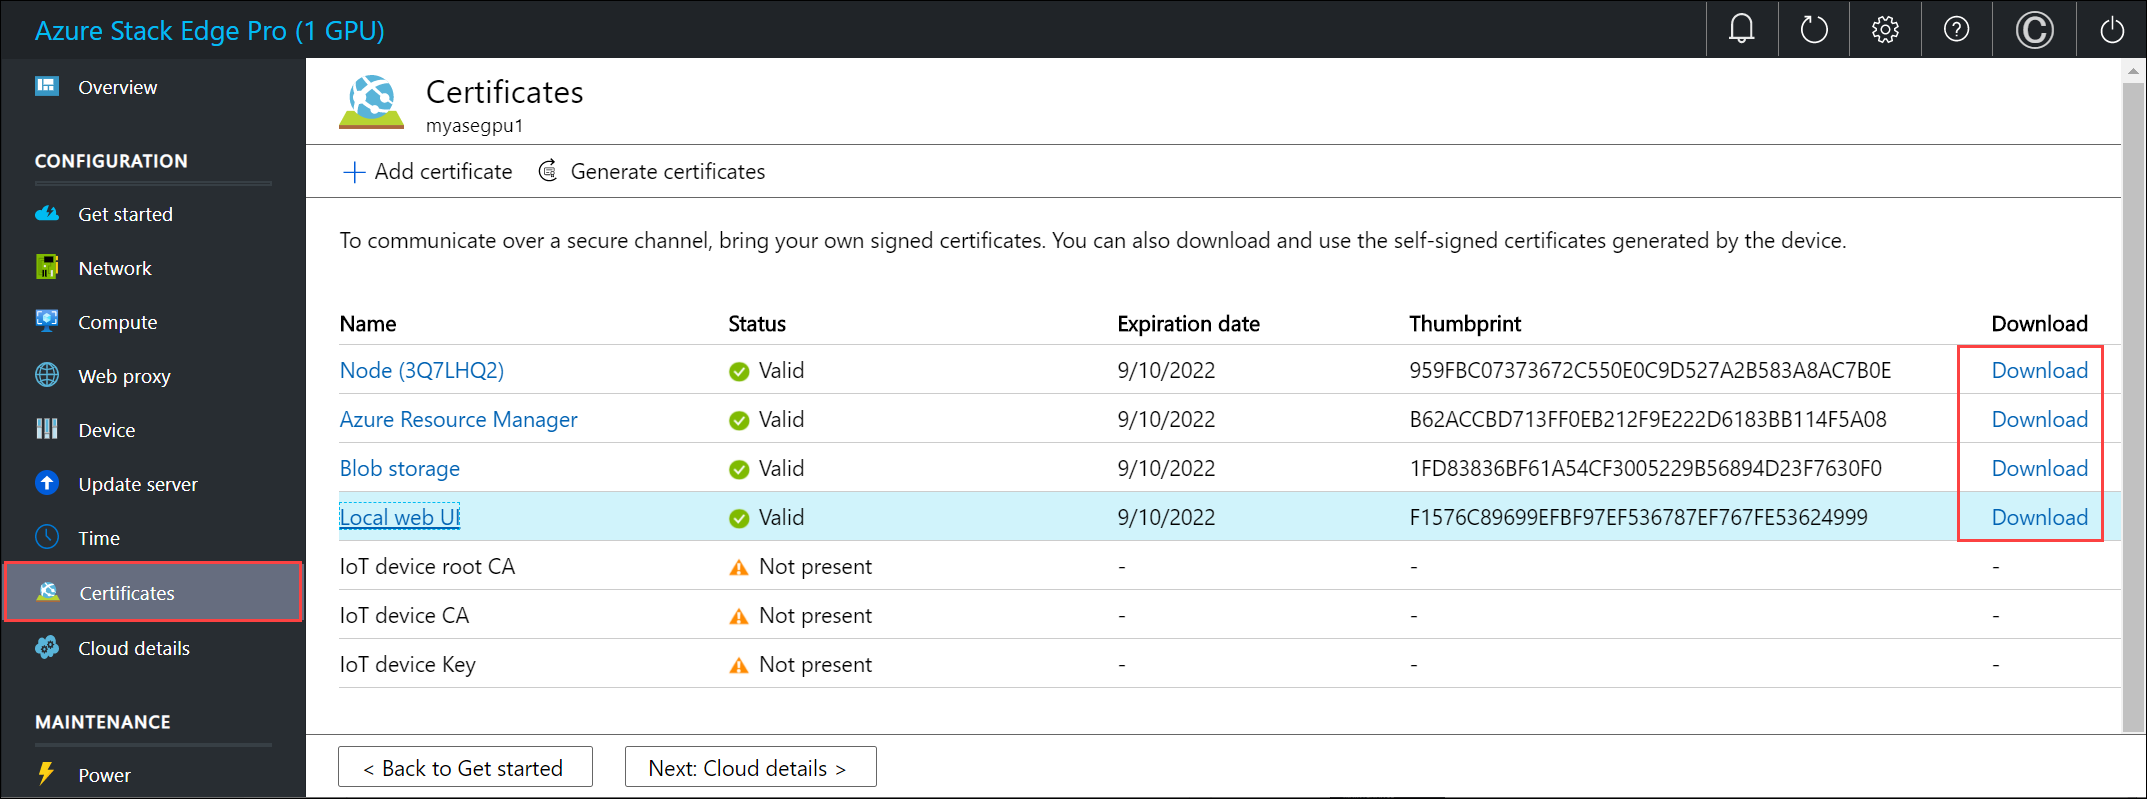 Azure Stack Edge Pro (1 GPU)
Overview
CONFIGURATION
Get started
Network
Compute
Web proxy
Device
Update server
Time
Certificates
Cloud details
MAINTENANCE
Power
Certificates
myasegpu1
Add certificate Generate certificates
To communicate over a secure channel, bring your own signed certificates. You can also download and use the self-signed certificates generated by the device.
Name Status Expiration date Thumbprint Download
Node (3Q7LHQ2) Valid 9/10/2022 959FBC07373672C550E0C9D527A2B583A8AC7B0E Download
Azure Resource Manager Valid 9/10/2022 B62ACCBD713FF0EB212F9E222D6183BB114F5A08 Download
Blob storage Valid 9/10/2022 1FD83836BF61A54CF3005229B56894D23F7630F0 Download
Local web UI Valid 9/10/2022 F1576C89699EFBF97EF536787EF767FE53624999 Download
IoT device root CA Not present - - -
IoT device CA Not present - - -
IoT device Key Not present - - -
< Back to Get started Next: Cloud details >